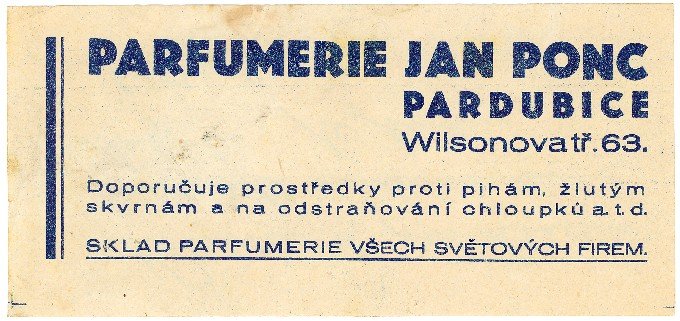 PARFUMERIE JAN PONC
PARDUBICE
Wilsonova tř. 63.
Doporučuje prostředky proti pihám, žlutým
skvrnám a na odstraňování chloupků a.t.d.
SKLAD PARFUMERIE VŠECH SVĚTOVÝCH FIREM.